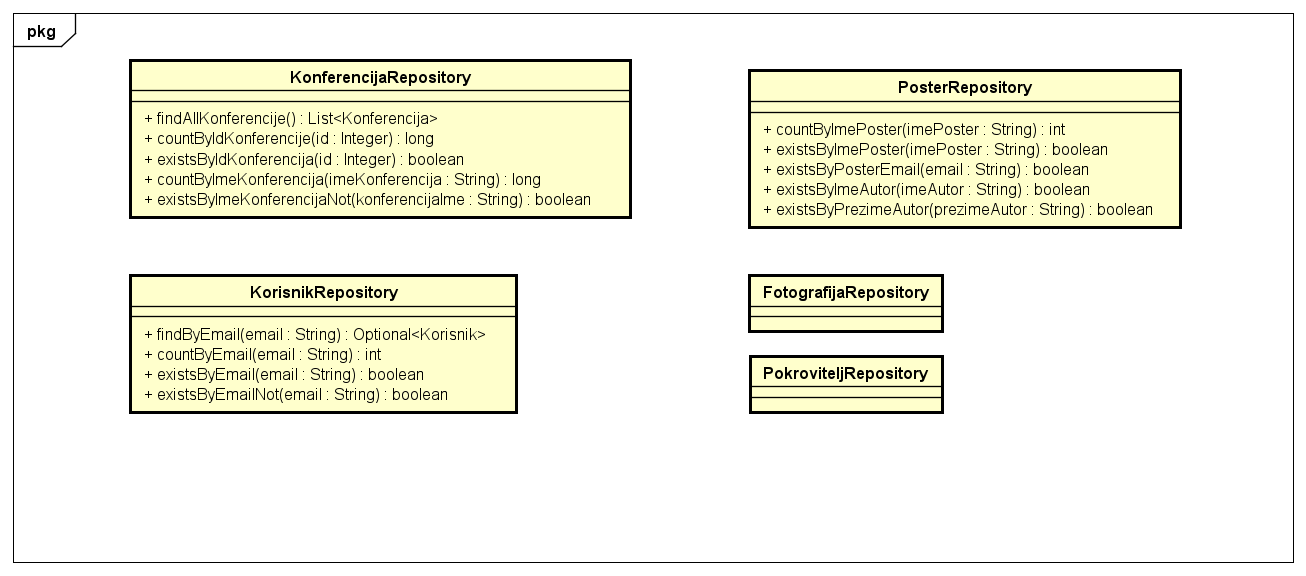 pkg
KonferencijaRepository
+ findAllKonferencije() : List<Konferencija>
+ countByIdKonferencije(id : Integer) : long
+ existsByIdKonferencija(id : Integer) : boolean
+ countByImeKonferencija(imeKonferencija : String) : long
+ existsByImeKonferencijaNot(konferencijaIme : String) : boolean
PosterRepository
+ countByImePoster(imePoster : String) : int
+ existsByImePoster(imePoster : String) : boolean
+ existsByPosterEmail(email : String) : boolean
+ existsByImeAutor(imeAutor : String) : boolean
+ existsByPrezimeAutor(prezimeAutor : String) : boolean
KorisnikRepository
+ findByEmail(email : String) : Optional<Korisnik>
+ countByEmail(email : String) : int
+ existsByEmail(email : String) : boolean
+ existsByEmailNot(email : String) : boolean
FotografijaRepository
PokroviteljRepository